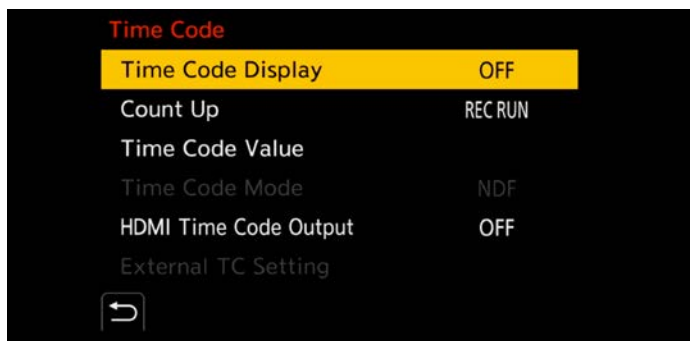 Time Code
Time Code Display OFF
Count Up REC RUN
Time Code Value
Time Code Mode NDF
HDMI Time Code Output OFF
External TC Setting